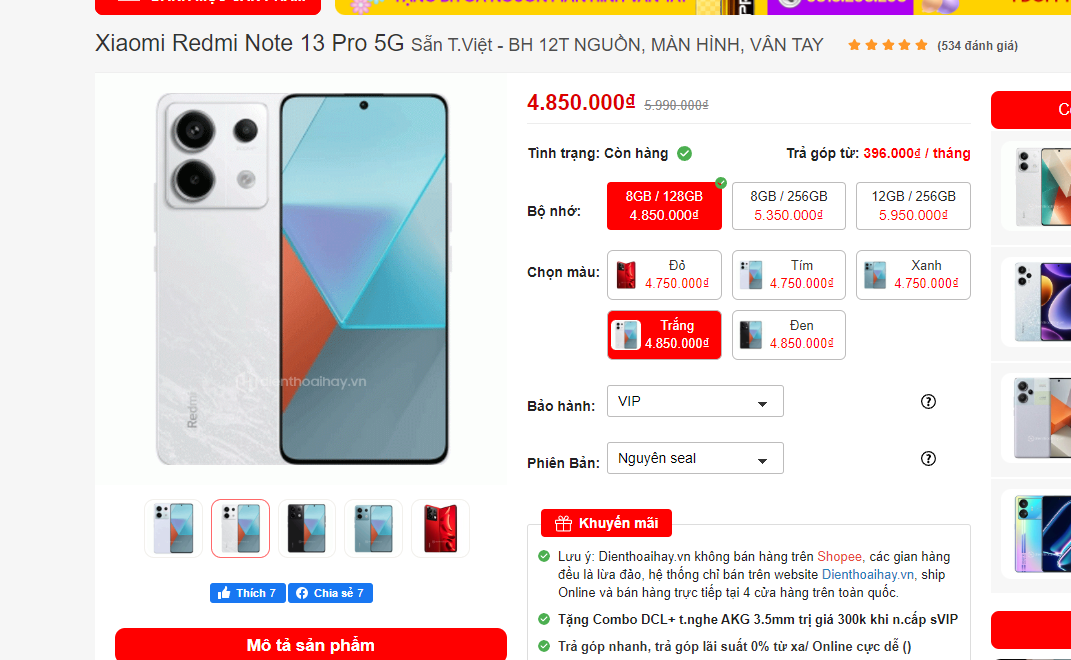 Xiaomi Redmi Note 13 Pro 5G Sẵn T.Việt - BH 12T NGUỒN, MÀN HÌNH, VÂN TAY (534 đánh giá)
4.850.000₫ 5.990.000₫
Tình trạng: Còn hàng Trả góp từ: 396.000₫ / tháng
Bộ nhớ:
8GB / 128GB
4.850.000₫
8GB / 256GB
5.350.000₫
12GB / 256GB
5.950.000₫
Chọn màu:
Đỏ
4.750.000₫
Tím
4.750.000₫
Xanh
4.750.000₫
Trắng
4.850.000₫
Đen
4.850.000₫
Redmi
dienthoaihay.vn
Bảo hành: VIP
Phiên Bản: Nguyên seal
Thích 7 Chia sẻ 7
Mô tả sản phẩm
Khuyến mãi
Lưu ý: Dienthoaihay.vn không bán hàng trên Shopee, các gian hàng
đều là lừa đảo, hệ thống chỉ bán trên website Dienthoaihay.vn, ship
Online và bán hàng trực tiếp tại 4 cửa hàng trên toàn quốc.
Tặng Combo DCL+ t.nghe AKG 3.5mm trị giá 300k khi n.cấp sVIP
Trả góp nhanh, trả góp lãi suất 0% từ xa/ Online cực dễ ()